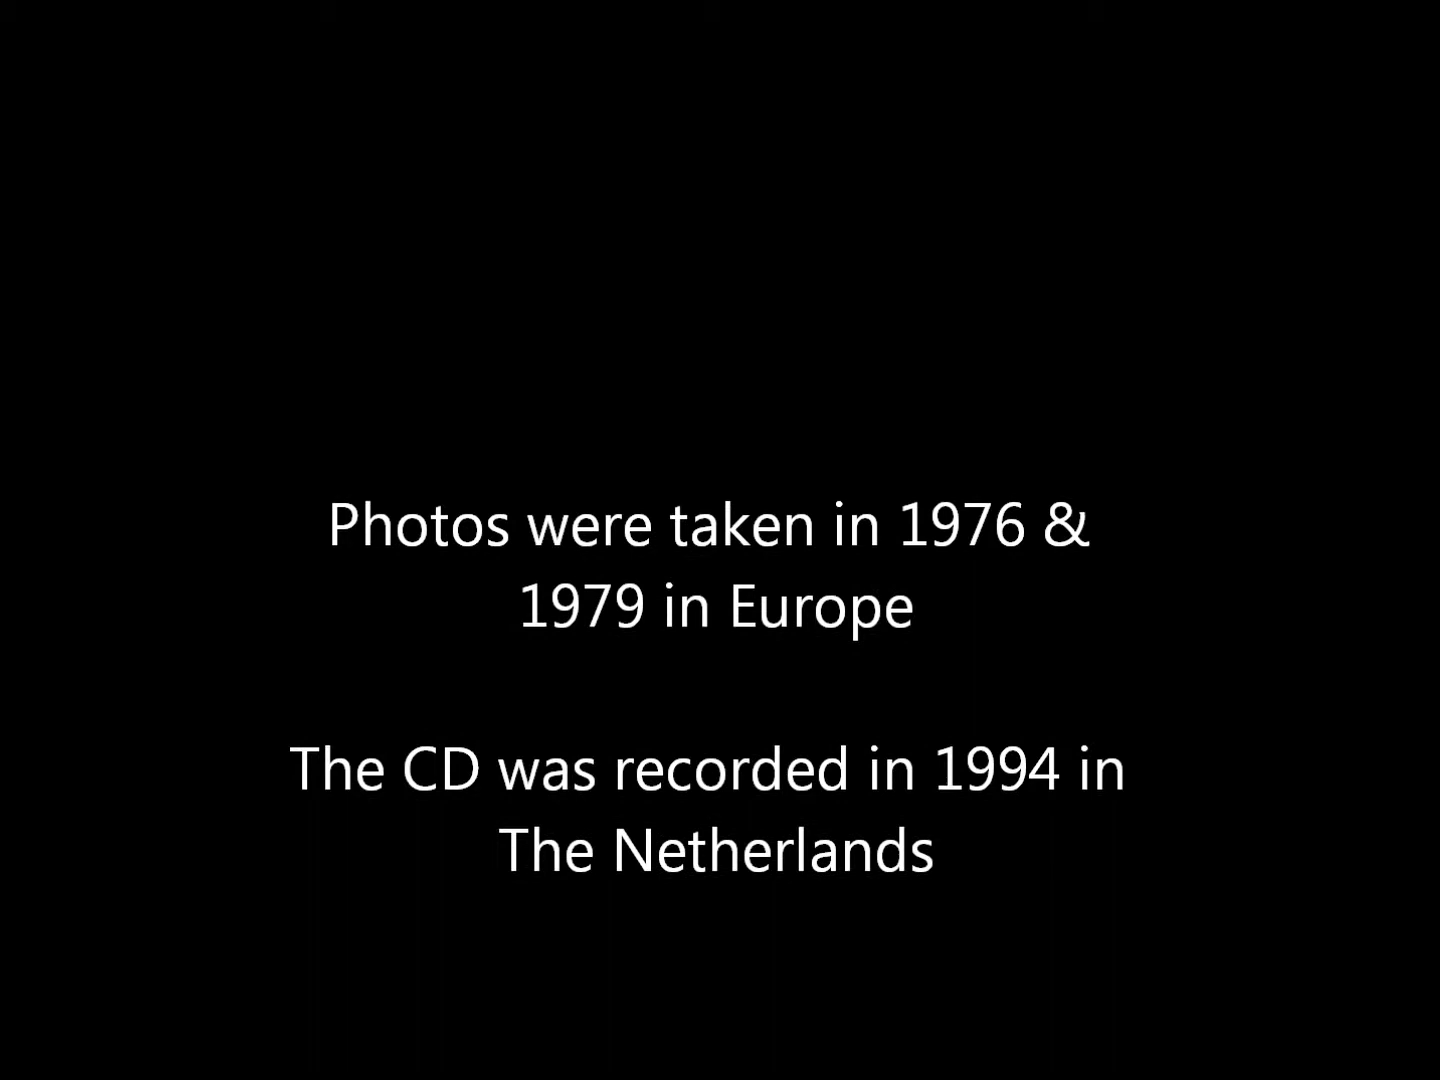 Photos were taken in 1976 &
1979 in Europe
The CD was recorded in 1994 in
The Netherlands